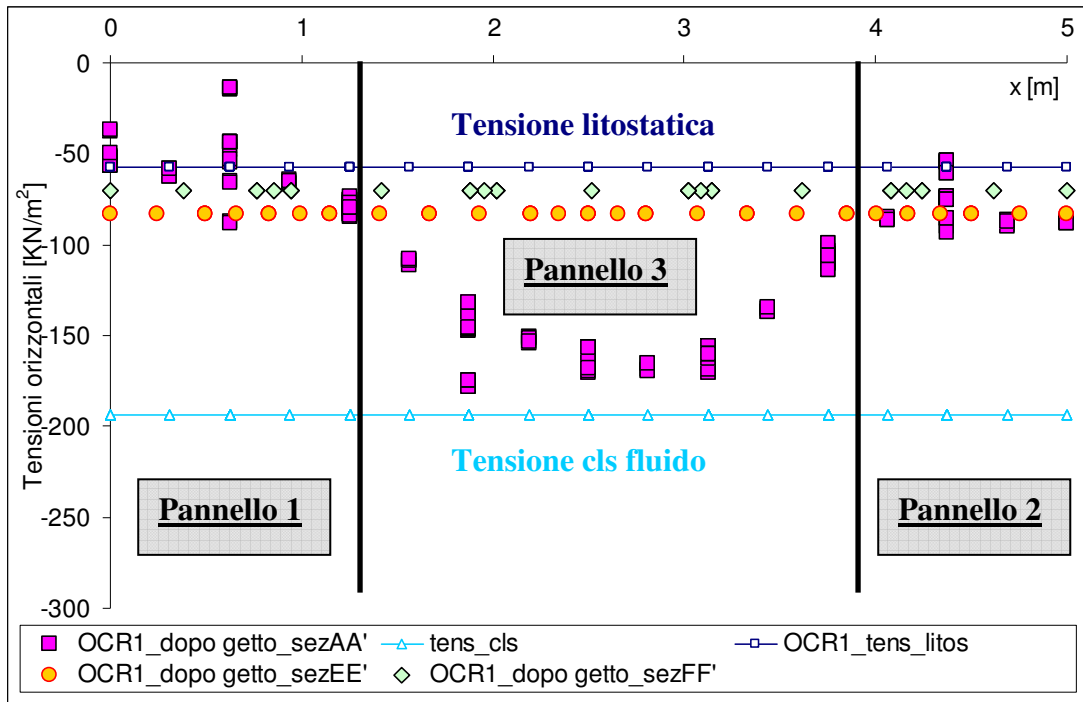 0 1 2 3 4 5
x [m]
Tensioni orizzontali [KN/m²]
0
-50
-100
-150
-200
-250
-300
Tensione litostatica
Pannello 3
Tensione cls fluido
Pannello 1
Pannello 2
OCR1_dopo getto_sezAA' tens_cls OCR1_tens_litos
OCR1_dopo getto_sezEE' OCR1_dopo getto_sezFF'